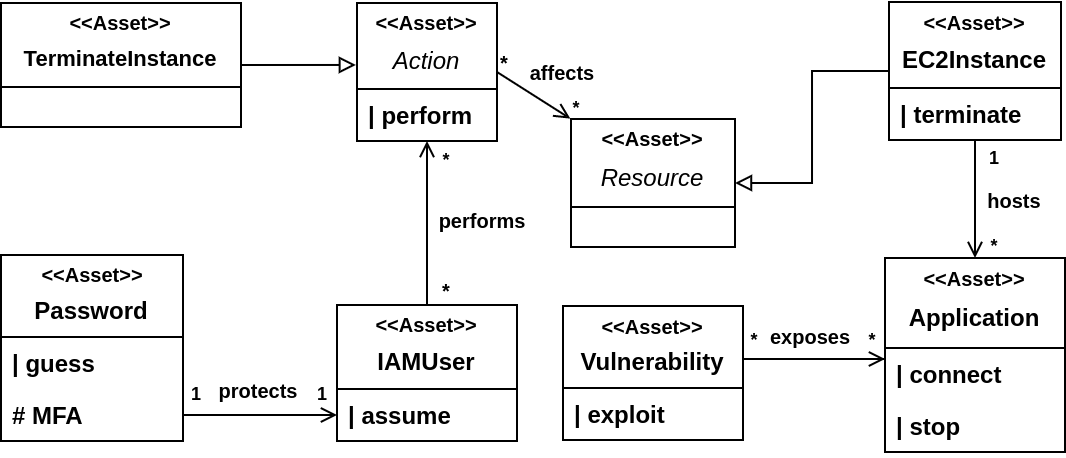 <<Asset>>
TerminateInstance
<<Asset>>
Action
| perform
*
affects
*
<<Asset>>
EC2Instance
| terminate
<<Asset>>
Resource
*
performs
*
1
hosts
*
<<Asset>>
Password
| guess
# MFA
1
protects
1
<<Asset>>
IAMUser
| assume
<<Asset>>
Vulnerability
| exploit
*
exposes
*
<<Asset>>
Application
| connect
| stop